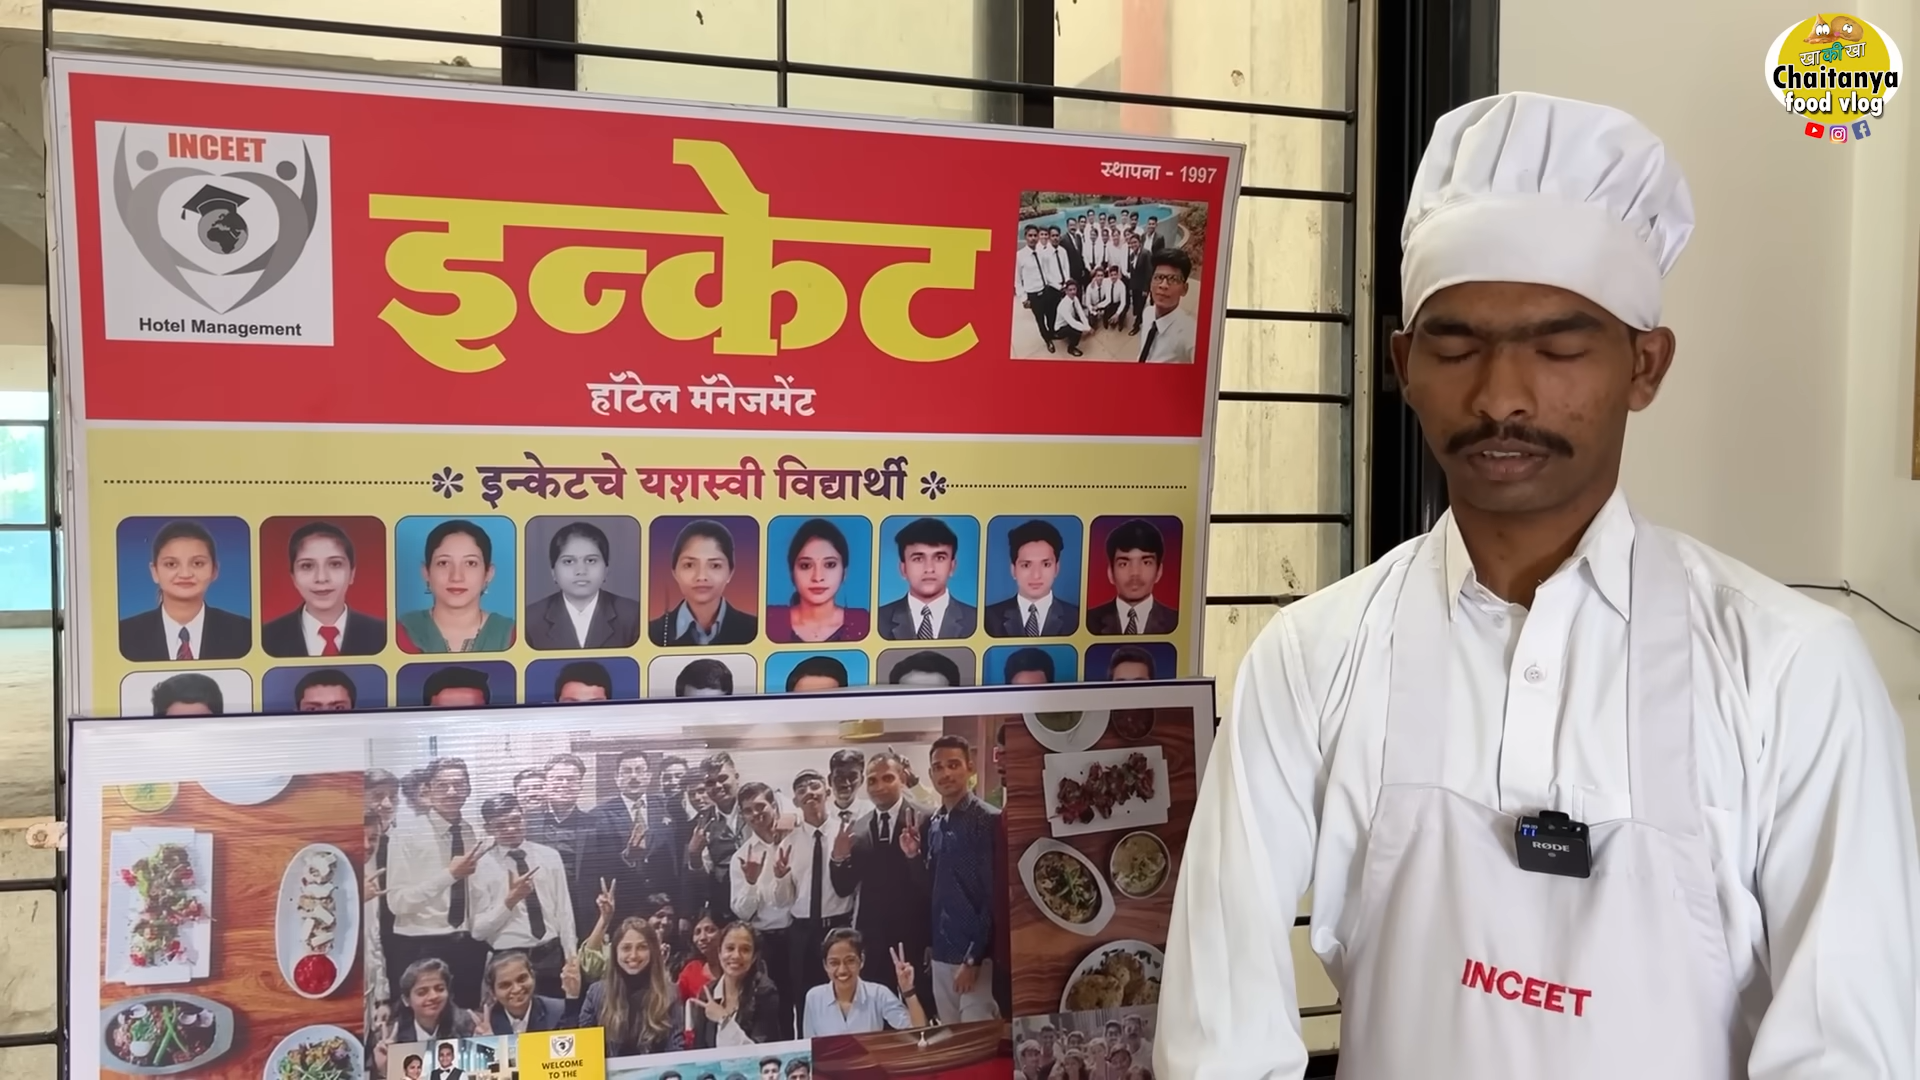 खा की खा
Chaitanya
food vlog
INCEET
Hotel Management
स्थापना - 1997
इन्केट
हॉटेल मॅनेजमेंट
* इन्केटचे यशस्वी विद्यार्थी *
RØDE
INCEET
WELCOME
TO THE